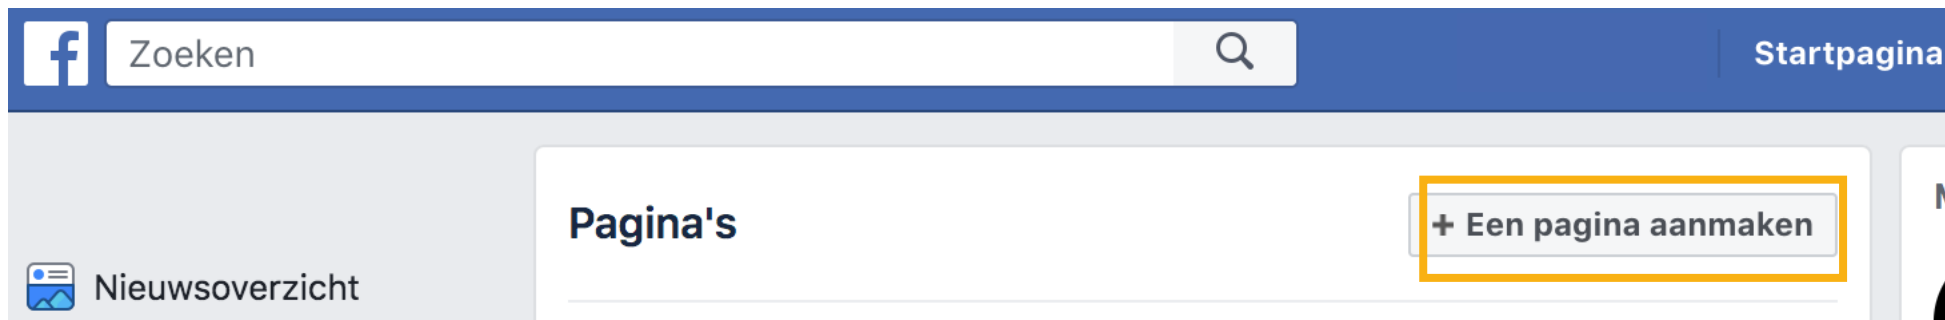 Zoeken
Startpagina
Pagina's
+ Een pagina aanmaken
Nieuwsoverzicht